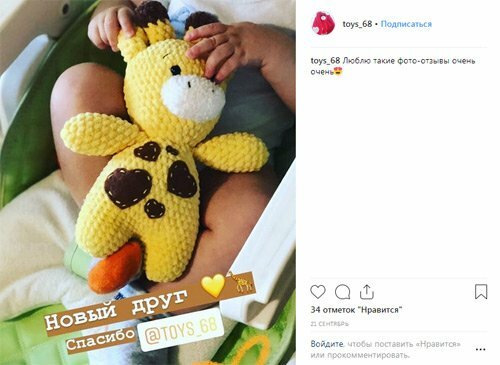 toys_68 • Подписаться
toys_68 Люблю такие фото-отзывы очень
очень😍
Новый друг 💛🦒
Спасибо @TOYS_68
34 отметок "Нравится"
21 СЕНТЯБРЬ
Войдите, чтобы поставить «Нравится»
или прокомментировать.